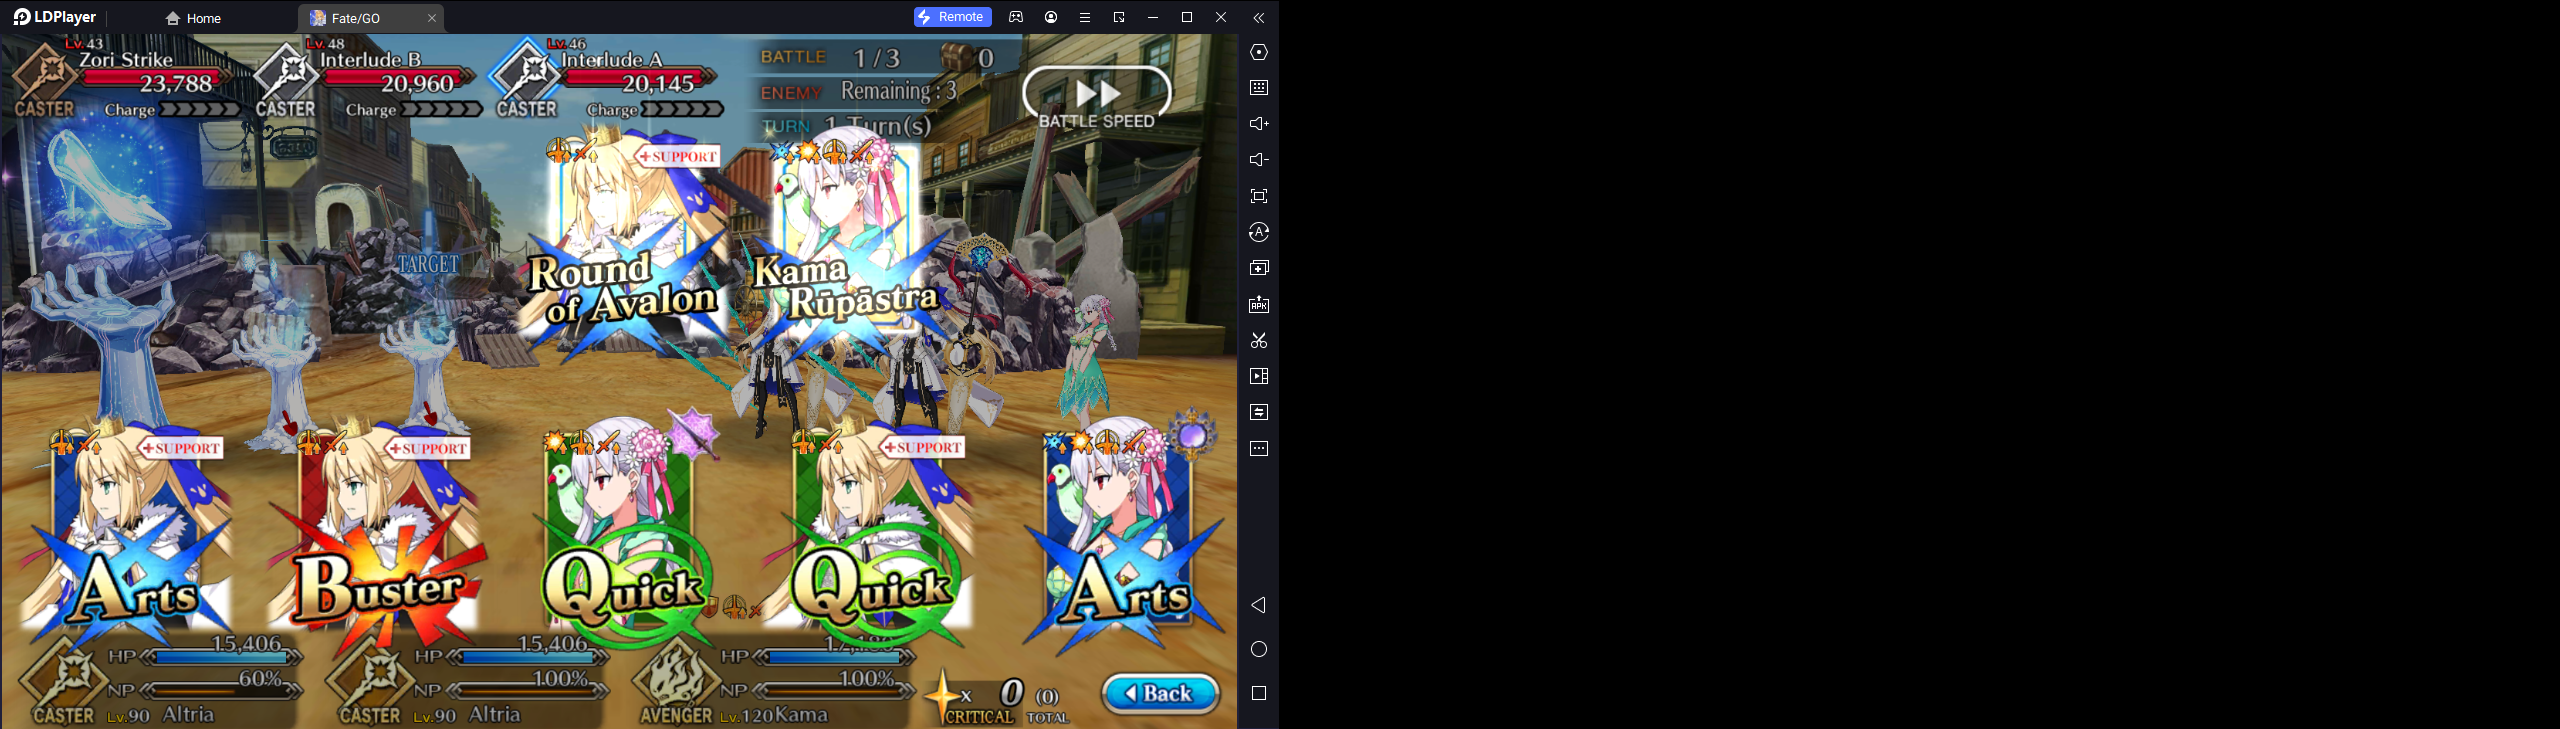 LDPlayer
Home
Fate/GO
Remote
Lv.43
Zori Strike
23,788
CASTER
Charge
Lv.48
Interlude B
20,960
CASTER
Charge
Lv.46
Interlude A
20,145
CASTER
Charge
BATTLE 1/3 0
ENEMY Remaining : 3
TURN 1 Turn(s)
BATTLE SPEED
TARGET
+SUPPORT
Round of Avalon
Kama Rūpāstra
+SUPPORT
Arts
+SUPPORT
Buster
Quick
+SUPPORT
Quick
Arts
HP 15,406
NP 60%
CASTER Lv.90 Altria
HP 15,406
NP 100%
CASTER Lv.90 Altria
HP
NP 100%
AVENGER Lv.120 Kama
x 0 (0)
CRITICAL TOTAL
Back
APK